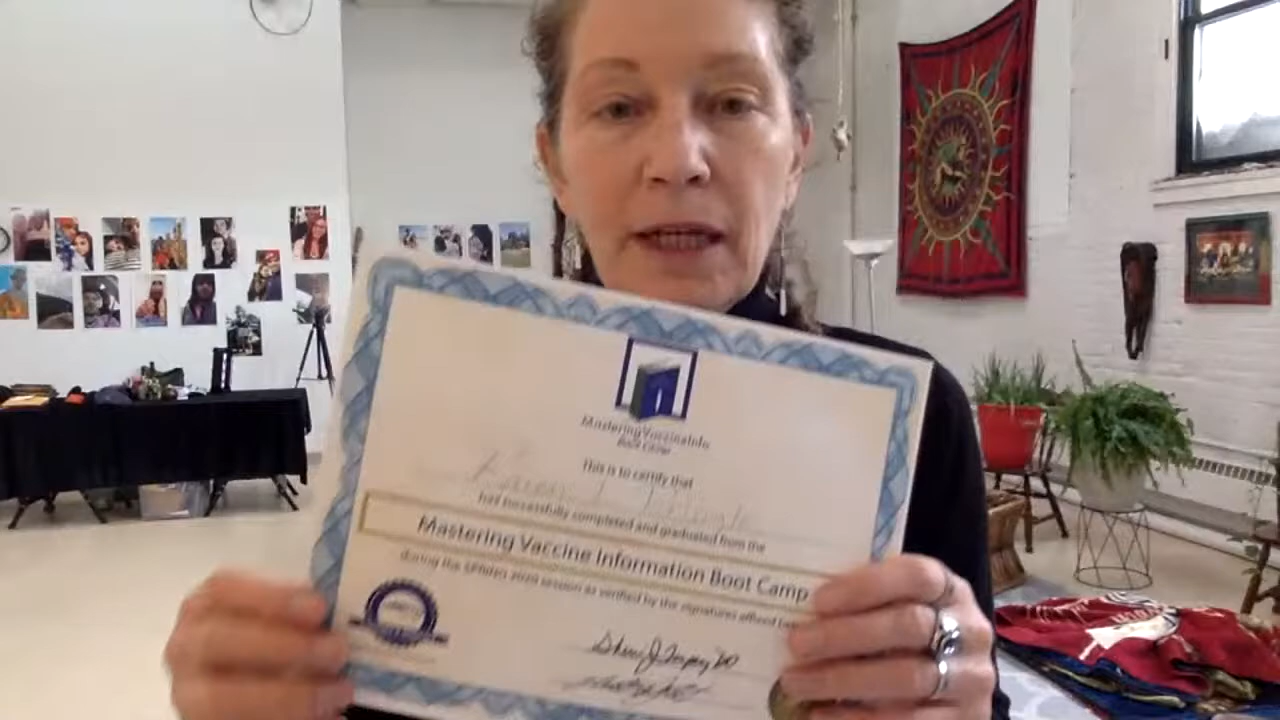 MasteringVaccineInfo
Boot Camp
This is to certify that
has successfully completed and graduated from the
Mastering Vaccine Information Boot Camp
during the SPRING 2020 session as verified by the signatures affixed